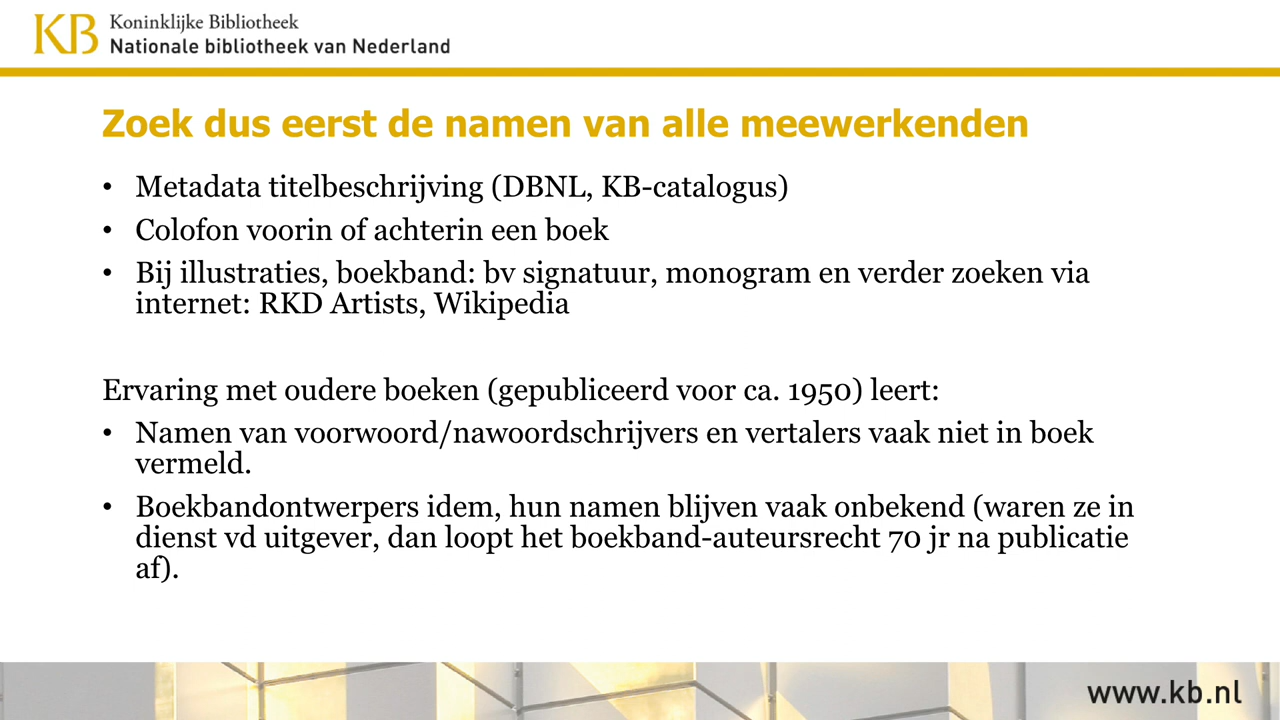 KB Koninklijke Bibliotheek
Nationale bibliotheek van Nederland
Zoek dus eerst de namen van alle meewerkenden
• Metadata titelbeschrijving (DBNL, KB-catalogus)
• Colofon voorin of achterin een boek
• Bij illustraties, boekband: bv signatuur, monogram en verder zoeken via
internet: RKD Artists, Wikipedia
Ervaring met oudere boeken (gepubliceerd voor ca. 1950) leert:
• Namen van voorwoord/nawoordschrijvers en vertalers vaak niet in boek
vermeld.
• Boekbandontwerpers idem, hun namen blijven vaak onbekend (waren ze in
dienst vd uitgever, dan loopt het boekband-auteursrecht 70 jr na publicatie
af).
www.kb.nl